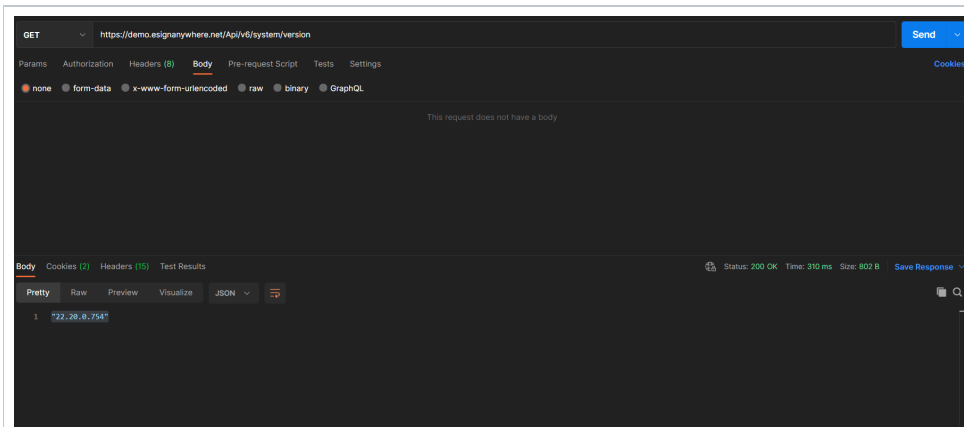 GET https://demo.esignanywhere.net/Api/v6/system/version Send
Params Authorization Headers (8) Body Pre-request Script Tests Settings Cookies
none form-data x-www-form-urlencoded raw binary GraphQL
This request does not have a body
Body Cookies (2) Headers (15) Test Results Status: 200 OK Time: 310 ms Size: 802 B Save Response
Pretty Raw Preview Visualize JSON
1 "22.20.0.754"